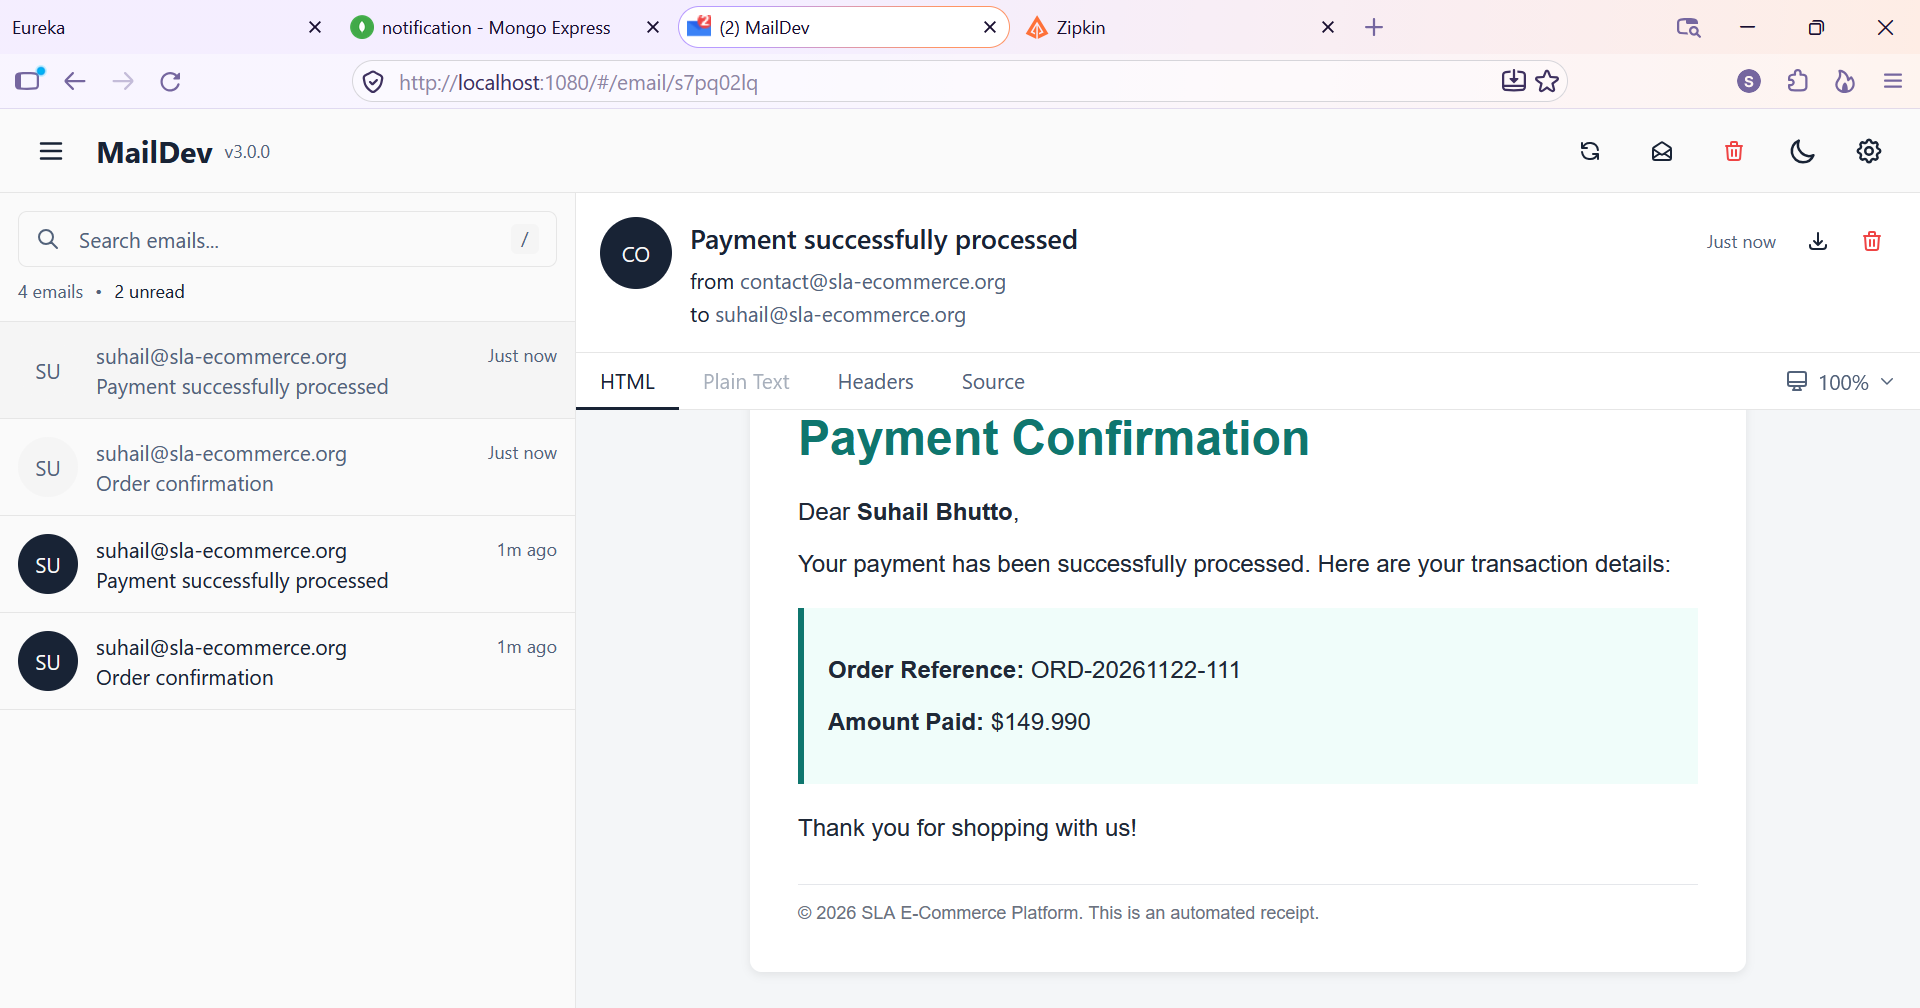 Eureka
notification - Mongo Express
2
(2) MailDev
Zipkin
http://localhost:1080/#/email/s7pq02lq
S
MailDev v3.0.0
Search emails...
/
4 emails • 2 unread
SU
suhail@sla-ecommerce.org
Just now
Payment successfully processed
SU
suhail@sla-ecommerce.org
Just now
Order confirmation
SU
suhail@sla-ecommerce.org
1m ago
Payment successfully processed
SU
suhail@sla-ecommerce.org
1m ago
Order confirmation
CO
Payment successfully processed
Just now
from contact@sla-ecommerce.org
to suhail@sla-ecommerce.org
HTML
Plain Text
Headers
Source
100%
Payment Confirmation
Dear Suhail Bhutto,
Your payment has been successfully processed. Here are your transaction details:
Order Reference: ORD-20261122-111
Amount Paid: $149.990
Thank you for shopping with us!
© 2026 SLA E-Commerce Platform. This is an automated receipt.